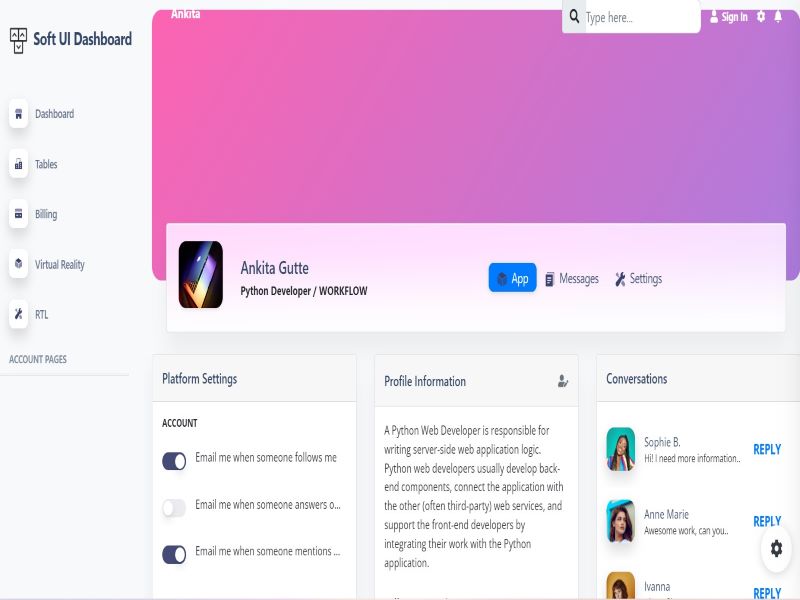 Ankita
Type here...
Sign In
Soft UI Dashboard
Dashboard
Tables
Billing
Virtual Reality
RTL
ACCOUNT PAGES
Ankita Gutte
Python Developer / WORKFLOW
App
Messages
Settings
Platform Settings
ACCOUNT
Email me when someone follows me
Email me when someone answers o...
Email me when someone mentions ...
Profile Information
A Python Web Developer is responsible for
writing server-side web application logic.
Python web developers usually develop back-
end components, connect the application with
the other (often third-party) web services, and
support the front-end developers by
integrating their work with the Python
application.
Conversations
Sophie B.
Hi! I need more information..
REPLY
Anne Marie
Awesome work, can you..
REPLY
Ivanna
REPLY